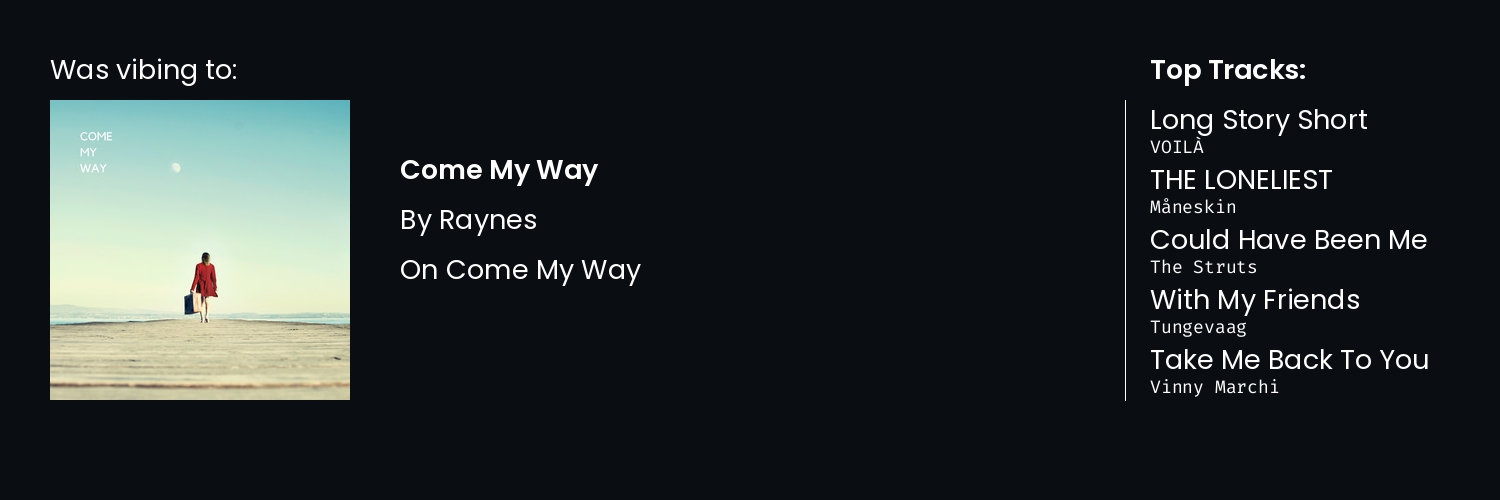 Was vibing to:
COME
MY
WAY
Come My Way
By Raynes
On Come My Way
Top Tracks:
Long Story Short
VOILÀ
THE LONELIEST
Måneskin
Could Have Been Me
The Struts
With My Friends
Tungevaag
Take Me Back To You
Vinny Marchi